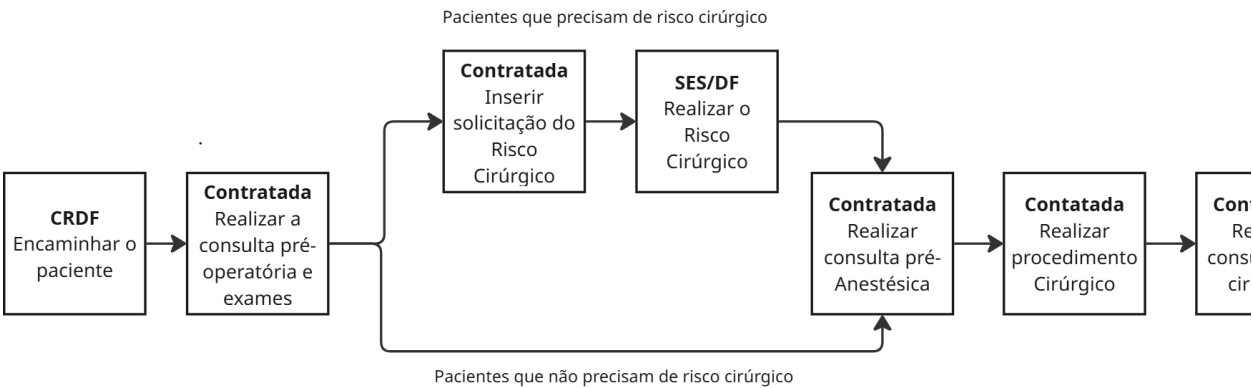 Pacientes que precisam de risco cirúrgico
Contratada
Inserir
solicitação do
Risco
Cirúrgico
SES/DF
Realizar o
Risco
Cirúrgico
CRDF
Encaminhar o
paciente
Contratada
Realizar a
consulta pré-
operatória e
exames
Contratada
Realizar
consulta pré-
Anestésica
Contatada
Realizar
procedimento
Cirúrgico
Pacientes que não precisam de risco cirúrgico